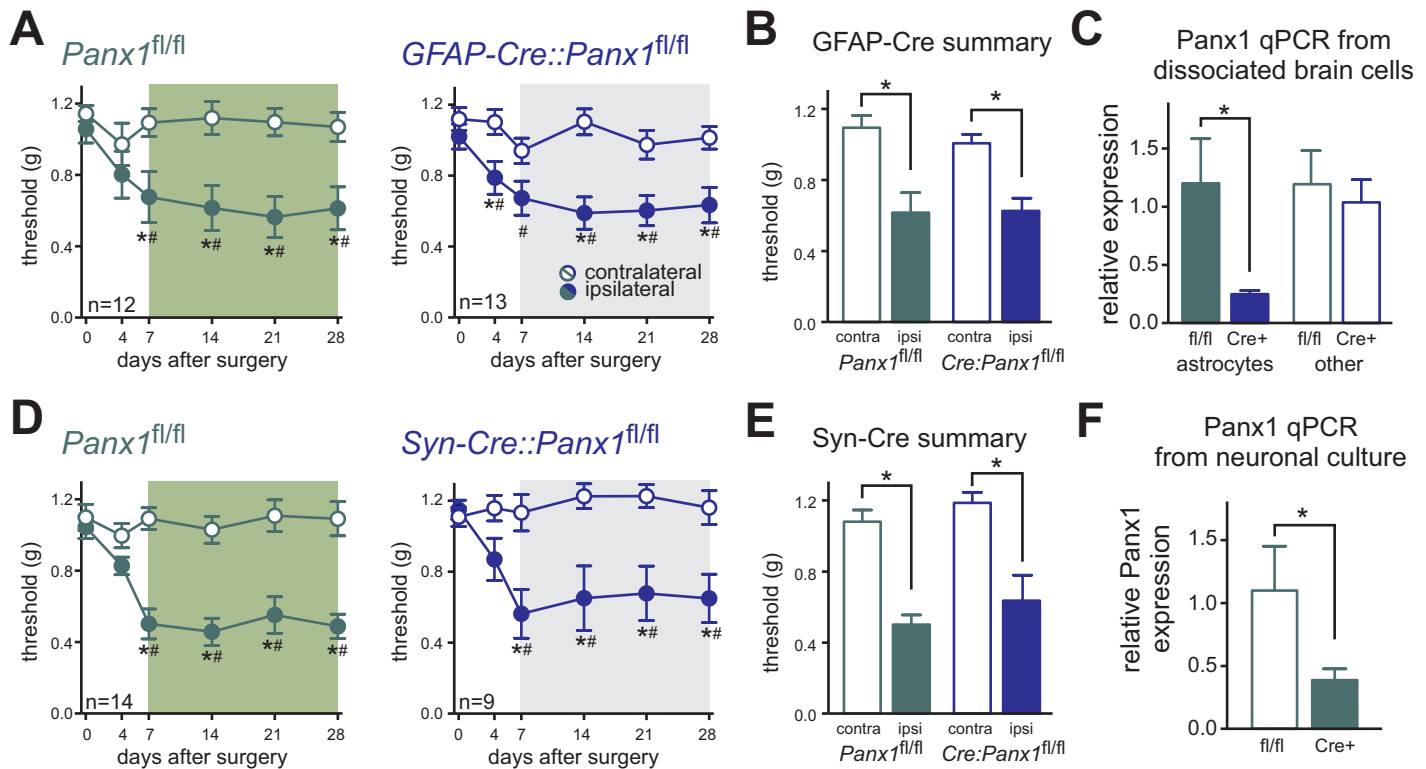 A
Panx1fl/fl
threshold (g)
1.2
0.8
0.4
0.0
n=12
*#
*#
*#
*#
0 4 7 14 21 28
days after surgery
GFAP-Cre::Panx1fl/fl
threshold (g)
1.2
0.8
0.4
0.0
n=13
*#
#
*#
*#
*#
contralateral
ipsilateral
0 4 7 14 21 28
days after surgery
B
GFAP-Cre summary
threshold (g)
1.2
0.8
0.4
0.0
*
*
contra ipsi contra ipsi
Panx1fl/fl Cre:Panx1fl/fl
C
Panx1 qPCR from
dissociated brain cells
relative expression
1.5
1.0
1.5
0.0
*
fl/fl Cre+ fl/fl Cre+
astrocytes other
D
Panx1fl/fl
threshold (g)
1.2
0.8
0.4
0.0
n=14
*#
*#
*#
*#
0 4 7 14 21 28
days after surgery
Syn-Cre::Panx1fl/fl
threshold (g)
1.2
0.8
0.4
0.0
n=9
*#
*#
*#
*#
0 4 7 14 21 28
days after surgery
E
Syn-Cre summary
threshold (g)
1.2
0.8
0.4
0.0
*
*
contra ipsi contra ipsi
Panx1fl/fl Cre:Panx1fl/fl
F
Panx1 qPCR
from neuronal culture
relative Panx1
expression
1.5
1.0
0.5
0.0
*
fl/fl Cre+